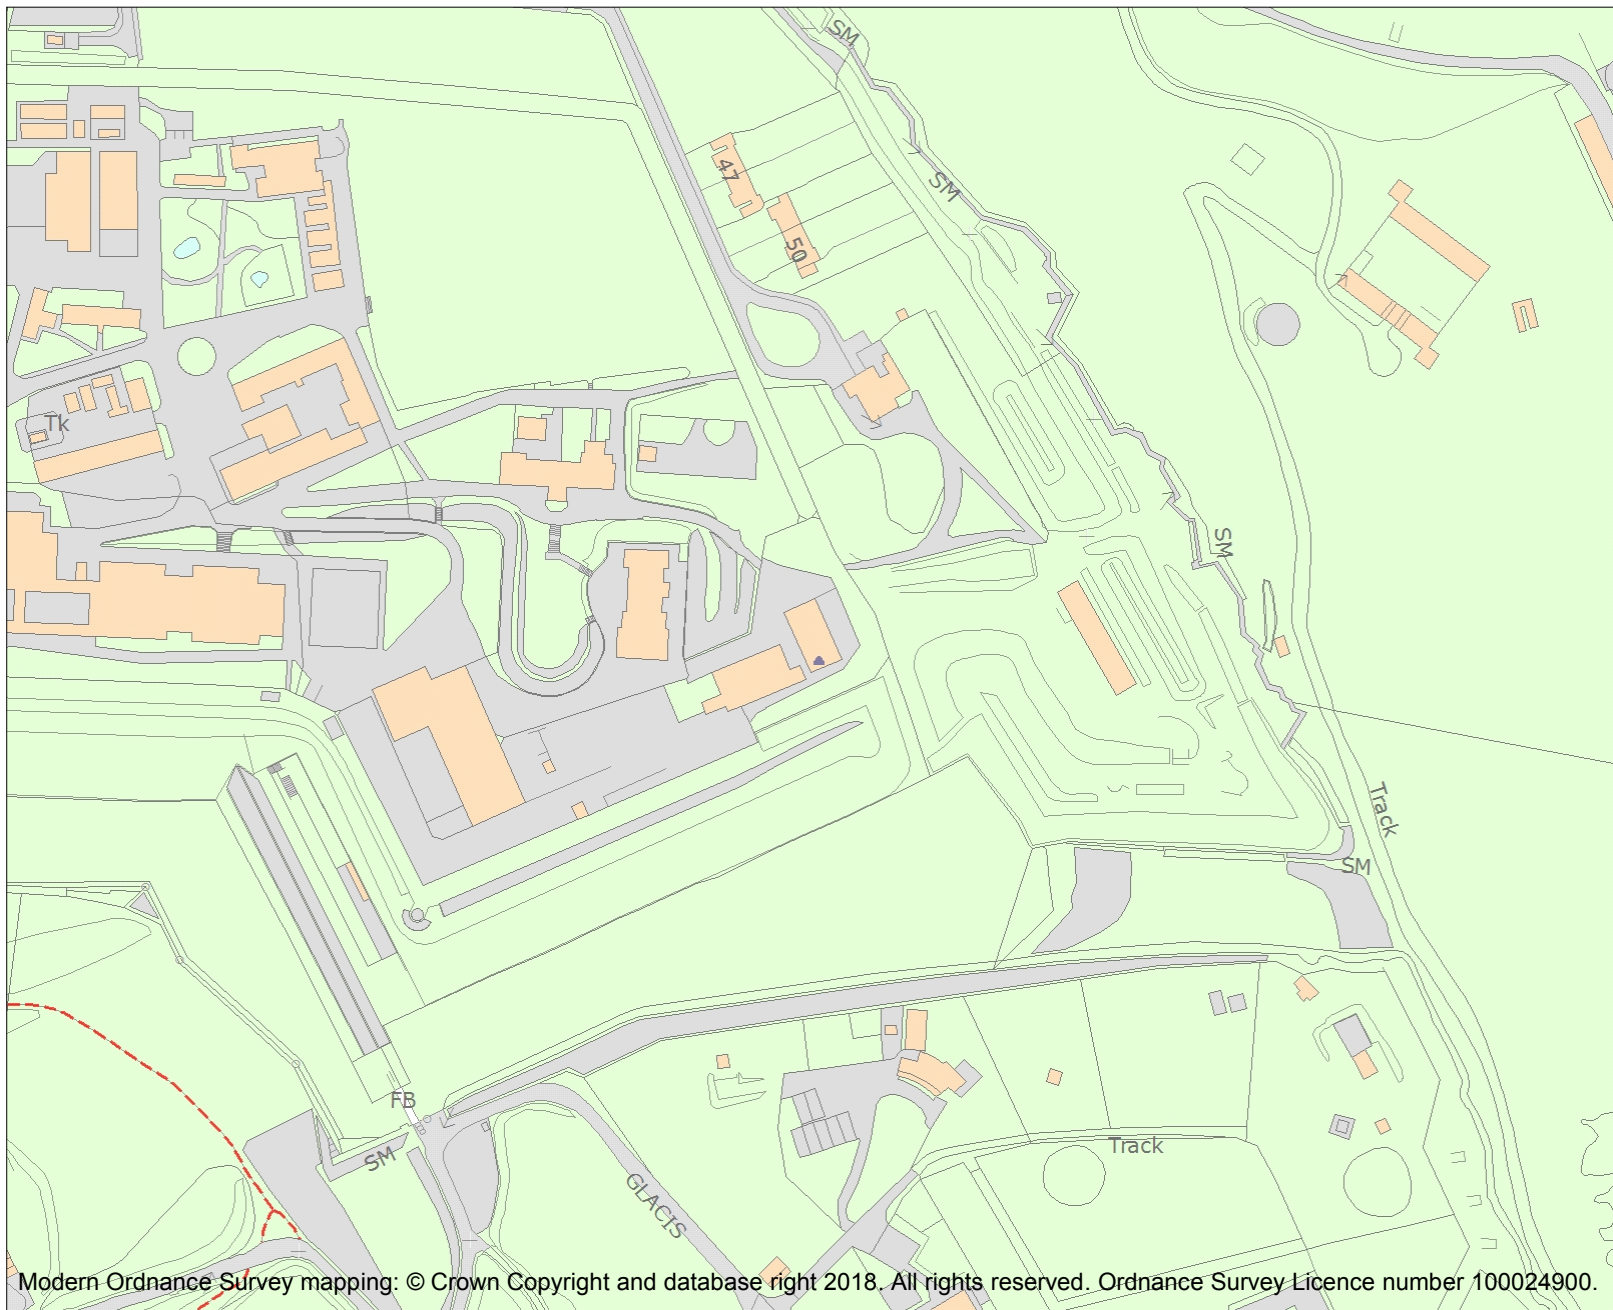 SM
47
SM
50
Tk
SM
Track
SM
FB
SM
Track
GLACIS
Modern Ordnance Survey mapping: © Crown Copyright and database right 2018. All rights reserved. Ordnance Survey Licence number 100024900.